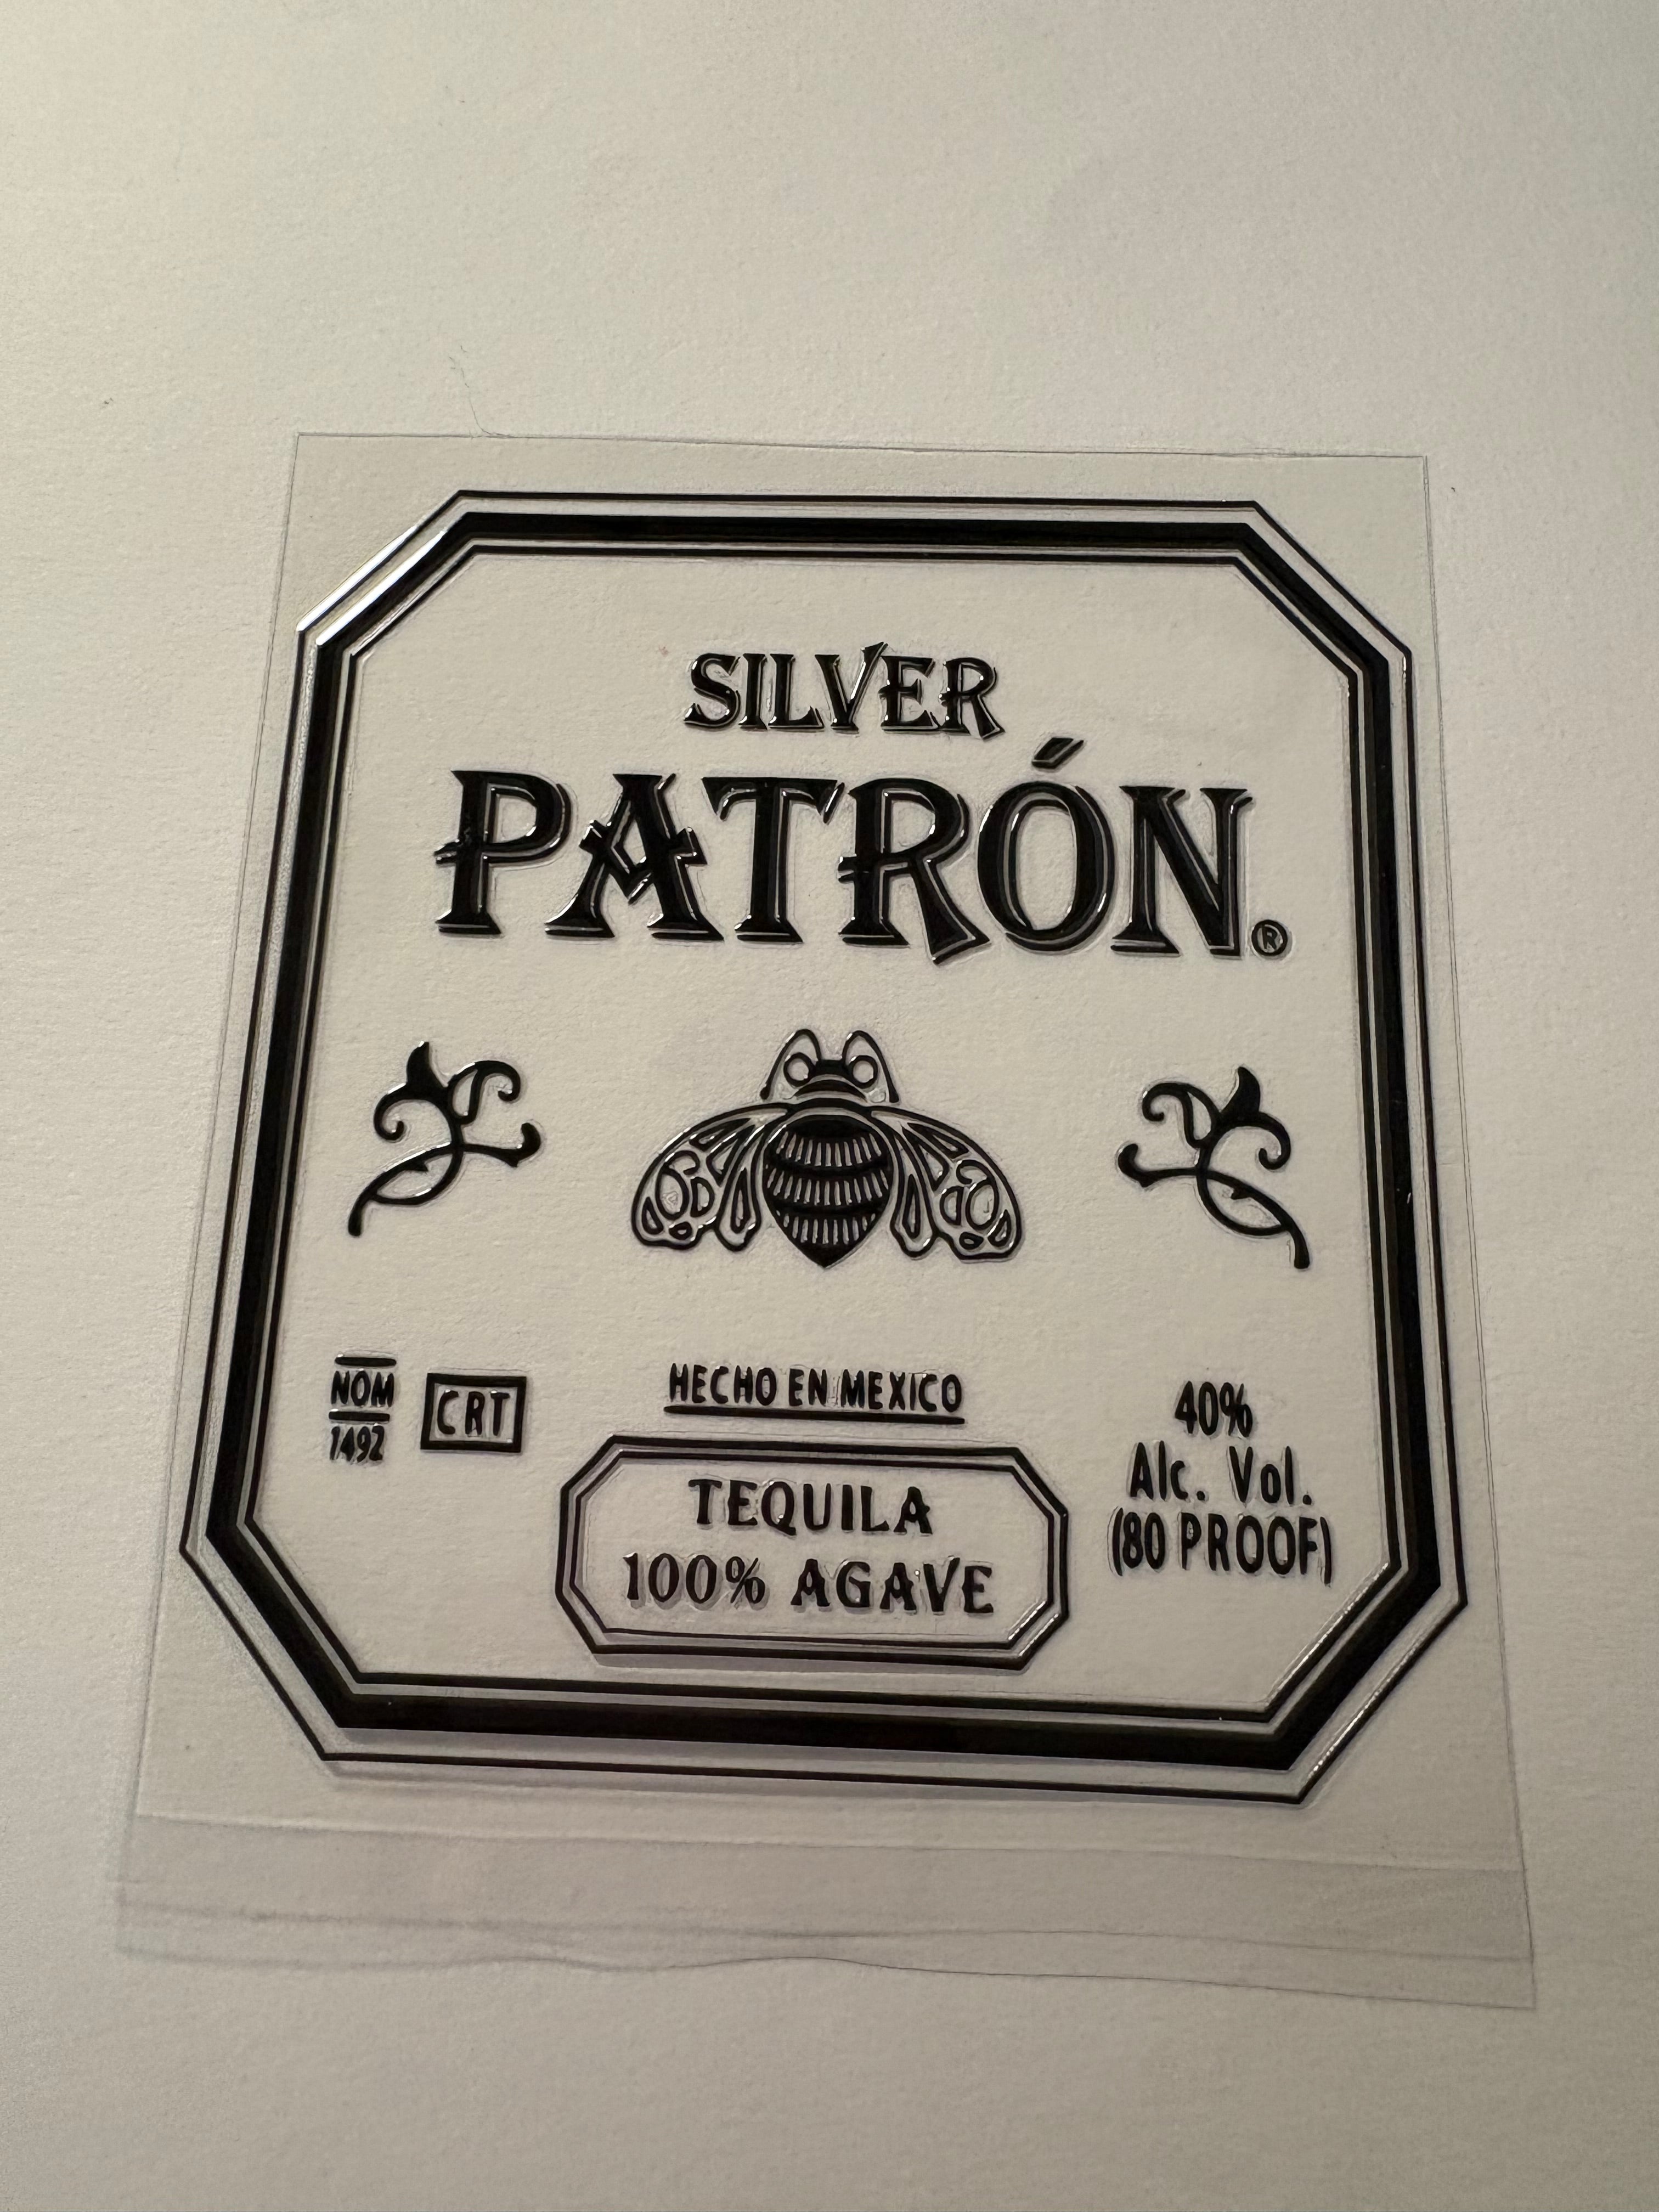 SILVER
PATRÓN®
NOM
1492
CRT
HECHO EN MEXICO
TEQUILA
100% AGAVE
40%
Alc. Vol.
(80 PROOF)